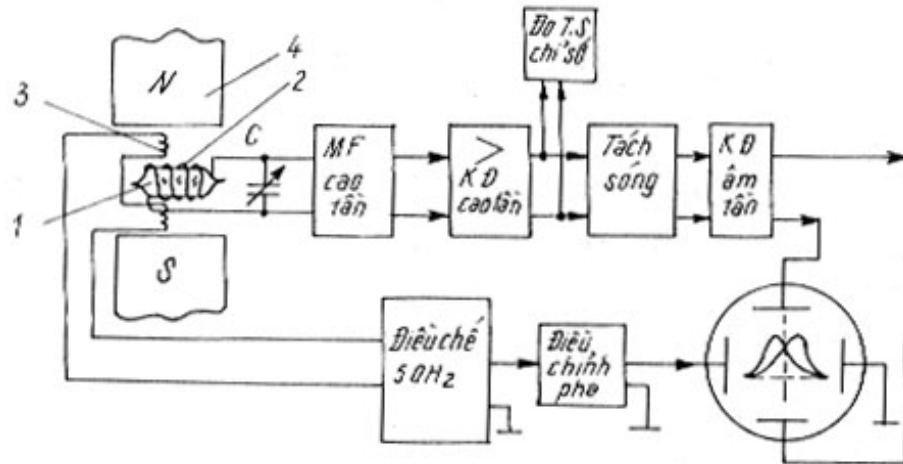 Đo T.S
chỉ số
N
4
2
3
C
1
S
MF
cao
tần
>
KĐ
cao tần
Tách
sóng
KĐ
âm
tần
Điều chế
50Hz
Điều
chỉnh
pha